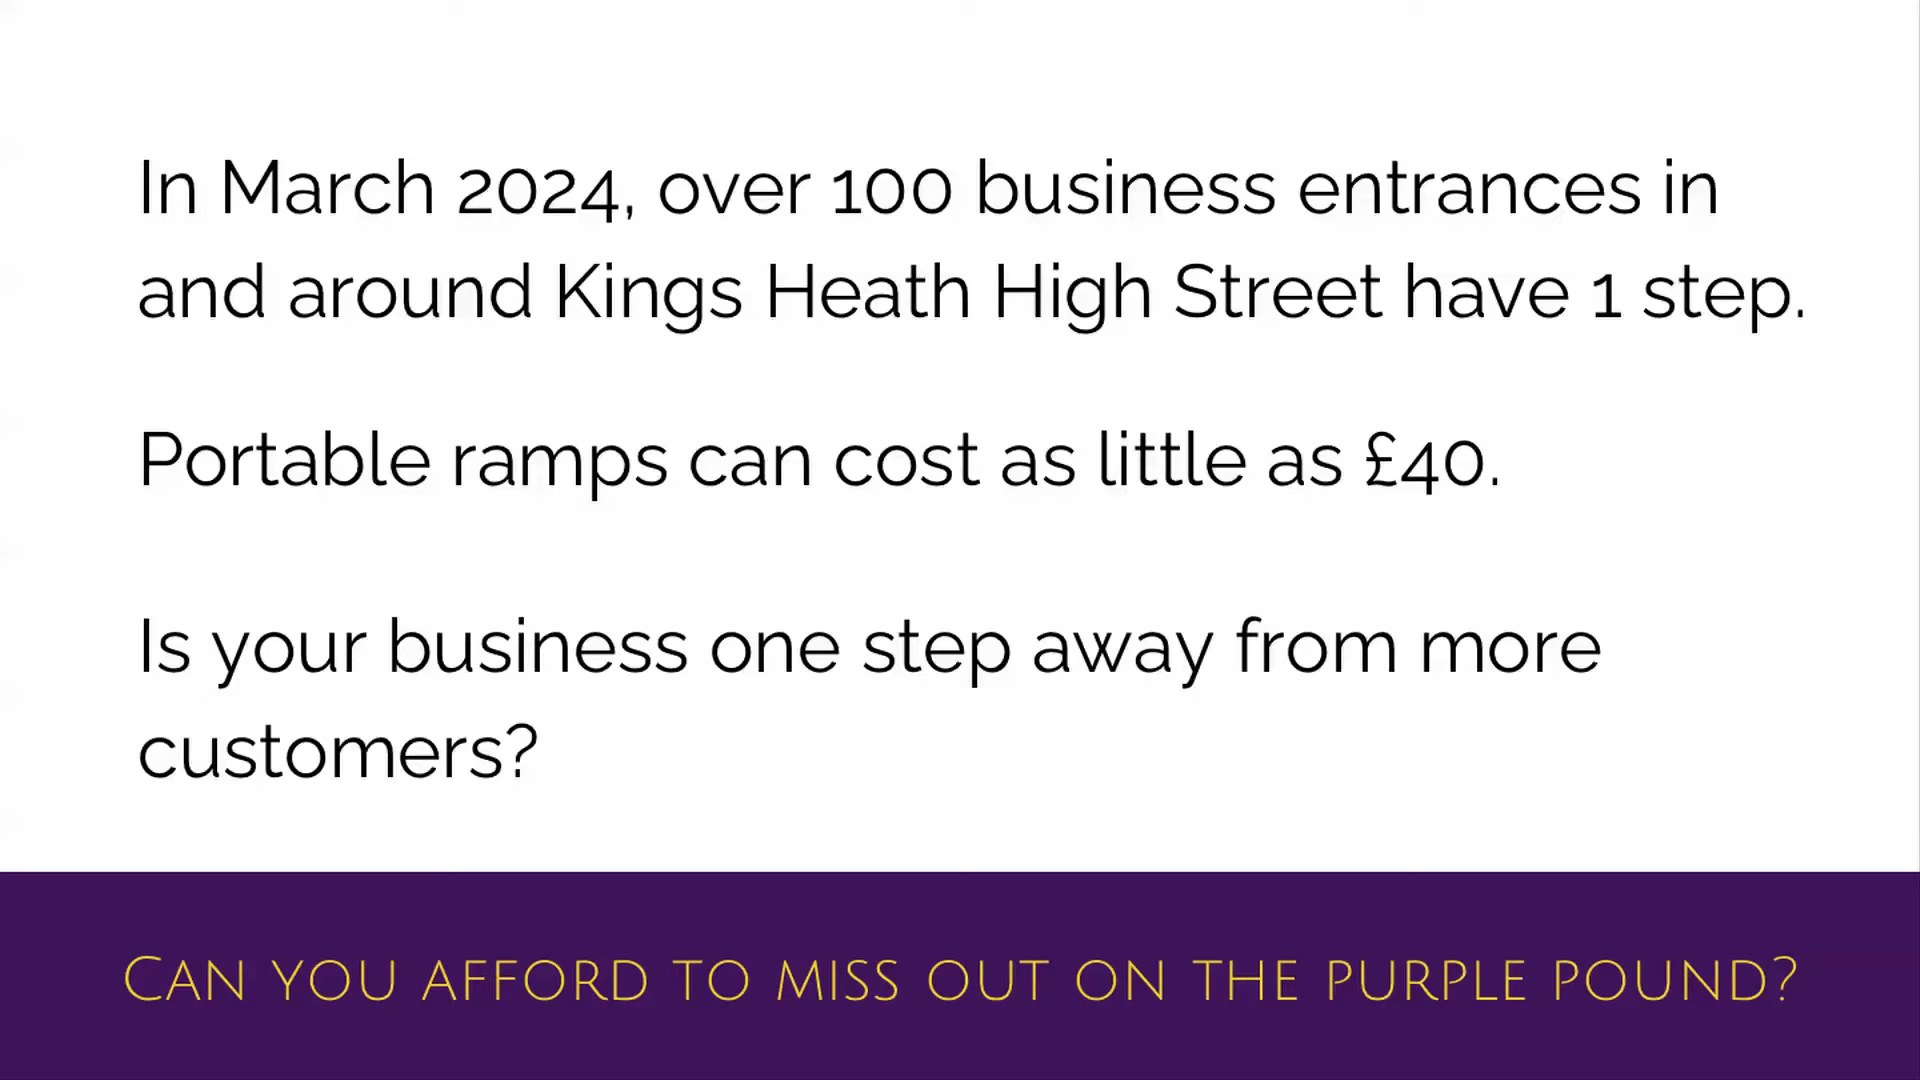 In March 2024, over 100 business entrances in
and around Kings Heath High Street have 1 step.
Portable ramps can cost as little as £40.
Is your business one step away from more
customers?
CAN YOU AFFORD TO MISS OUT ON THE PURPLE POUND?